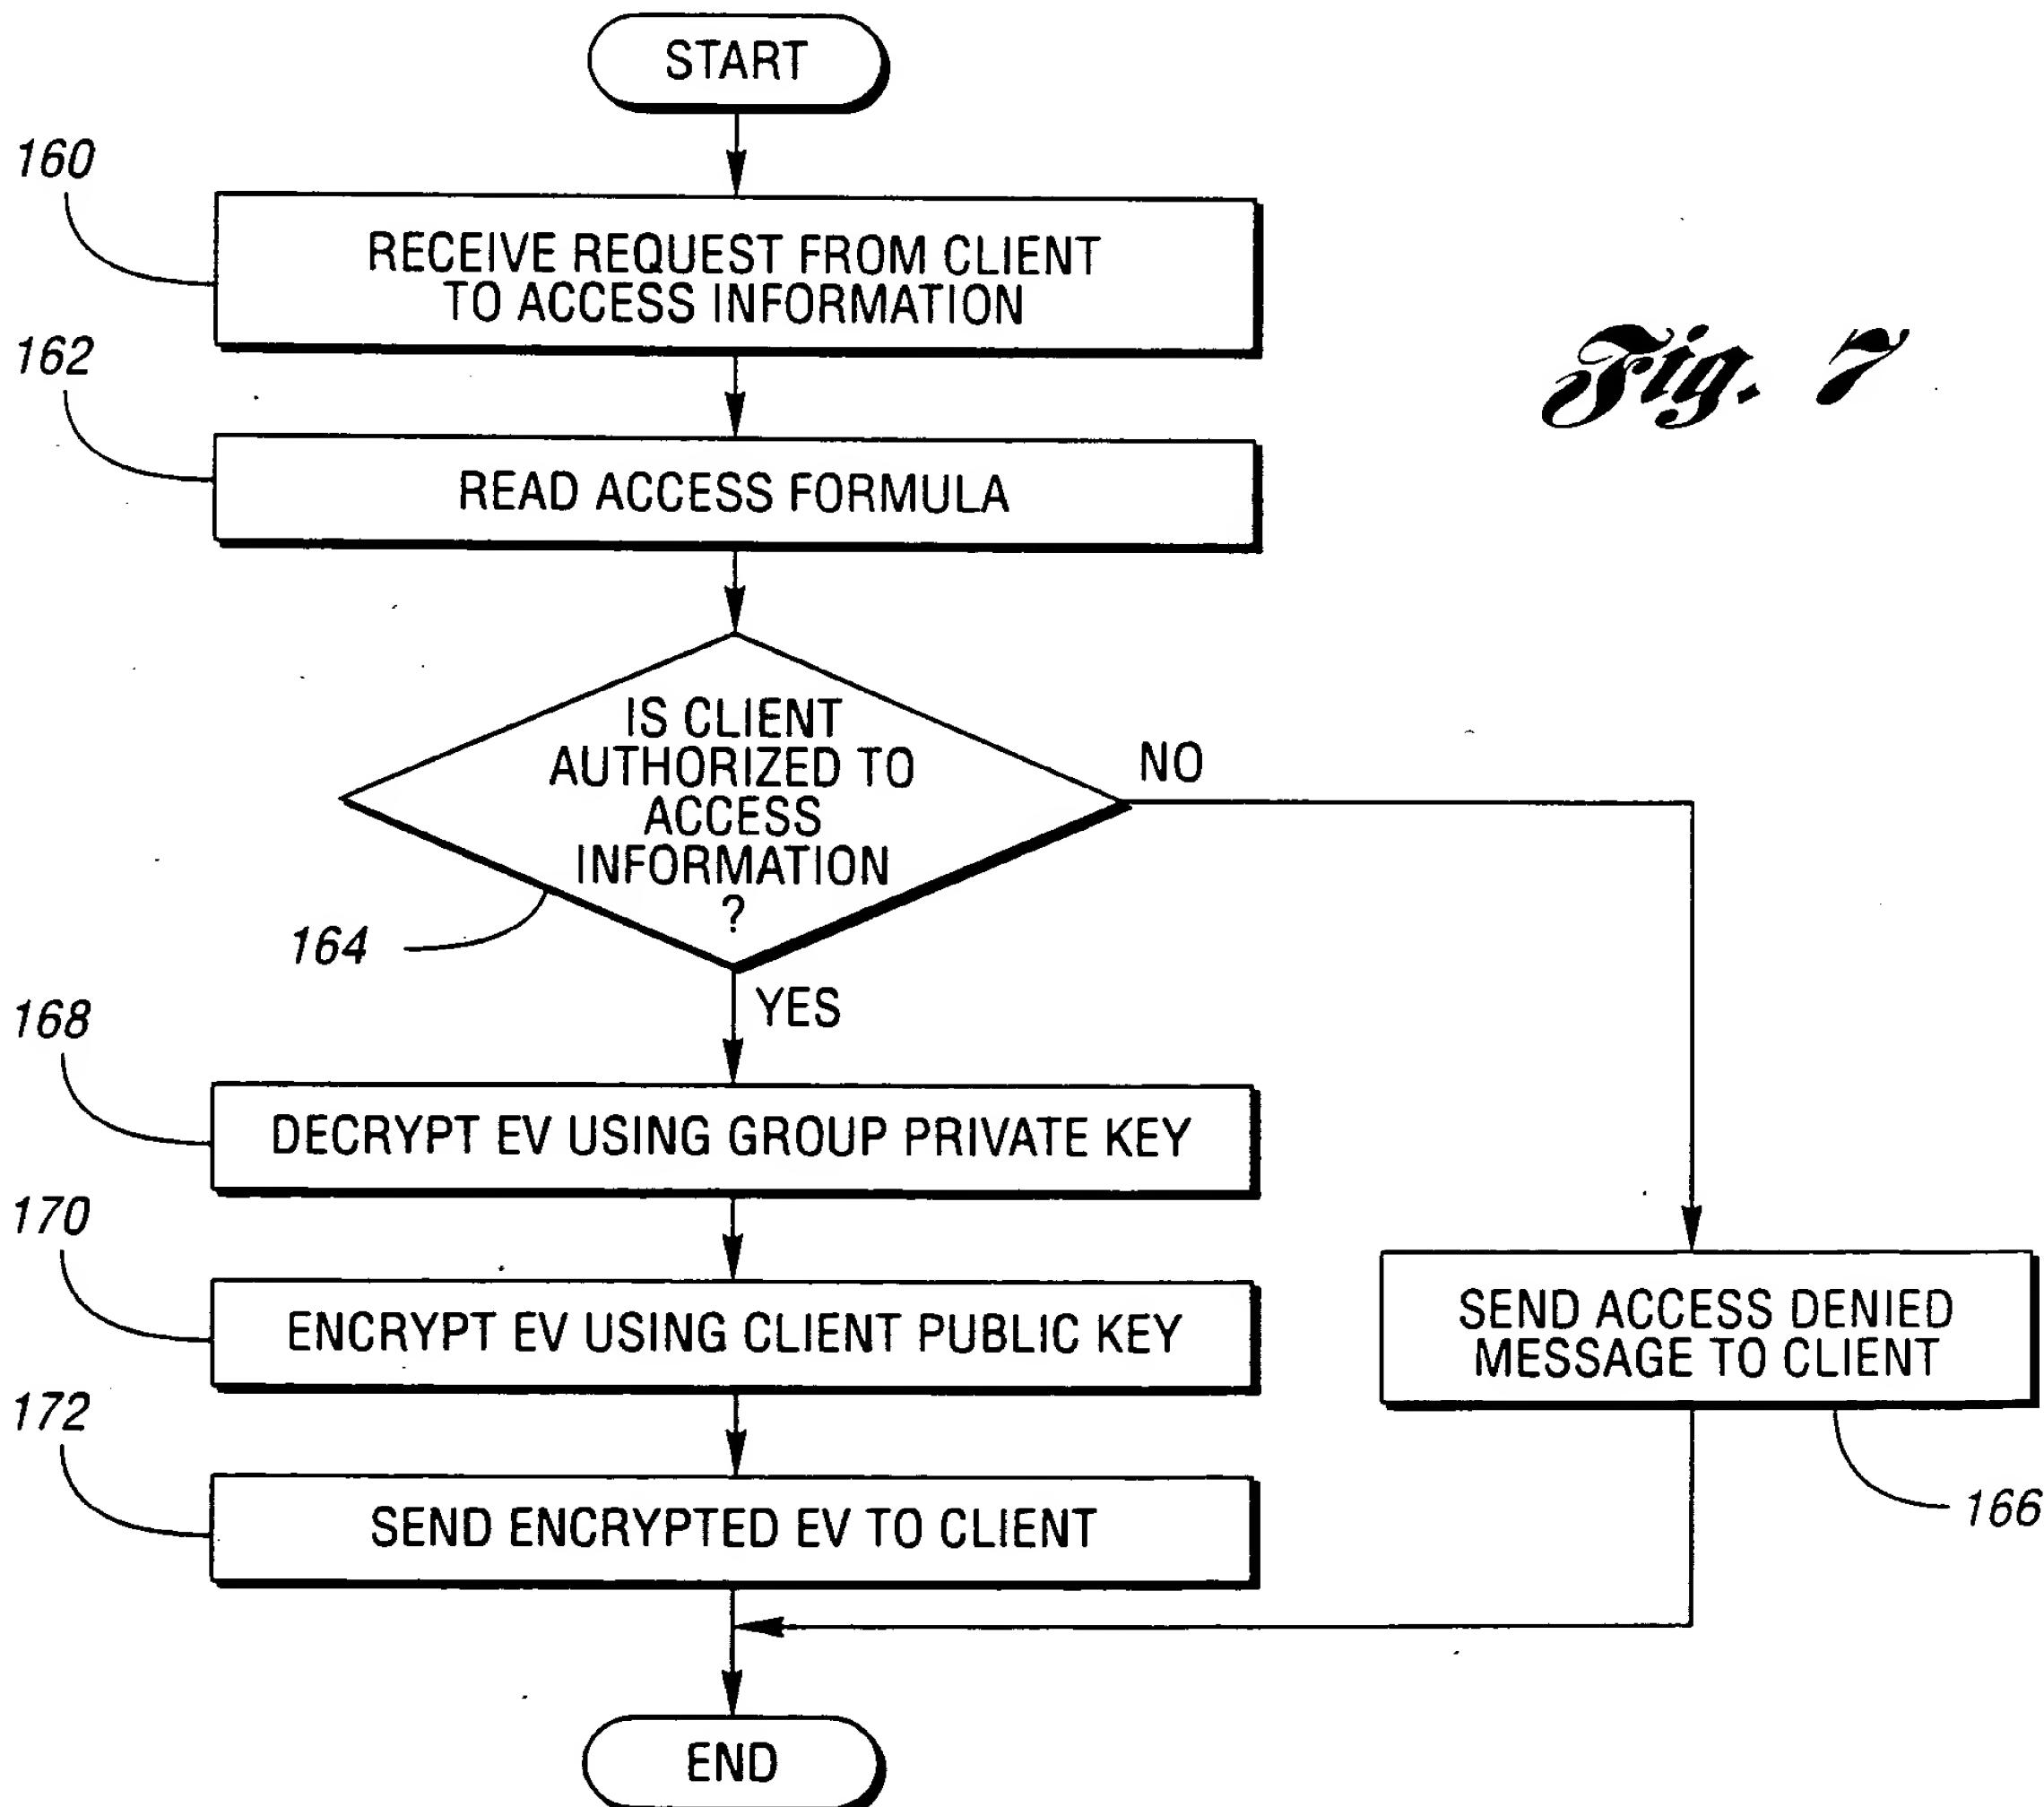 START
160
RECEIVE REQUEST FROM CLIENT
TO ACCESS INFORMATION
Fig. 7
162
READ ACCESS FORMULA
IS CLIENT
AUTHORIZED TO
ACCESS
INFORMATION
?
NO
164
YES
168
DECRYPT EV USING GROUP PRIVATE KEY
170
ENCRYPT EV USING CLIENT PUBLIC KEY
SEND ACCESS DENIED
MESSAGE TO CLIENT
172
SEND ENCRYPTED EV TO CLIENT
166
END